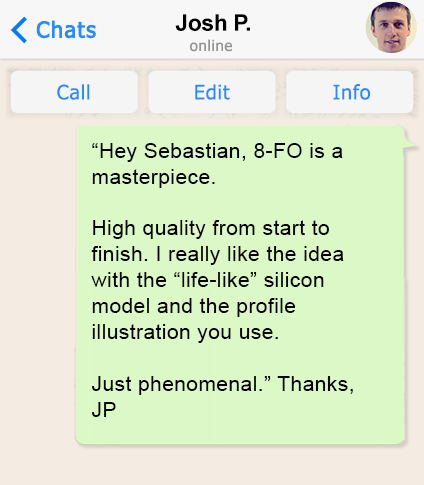 Chats
Josh P.
online
Call
Edit
Info
“Hey Sebastian, 8-FO is a
masterpiece.
High quality from start to
finish. I really like the idea
with the “life-like” silicon
model and the profile
illustration you use.
Just phenomenal.” Thanks,
JP